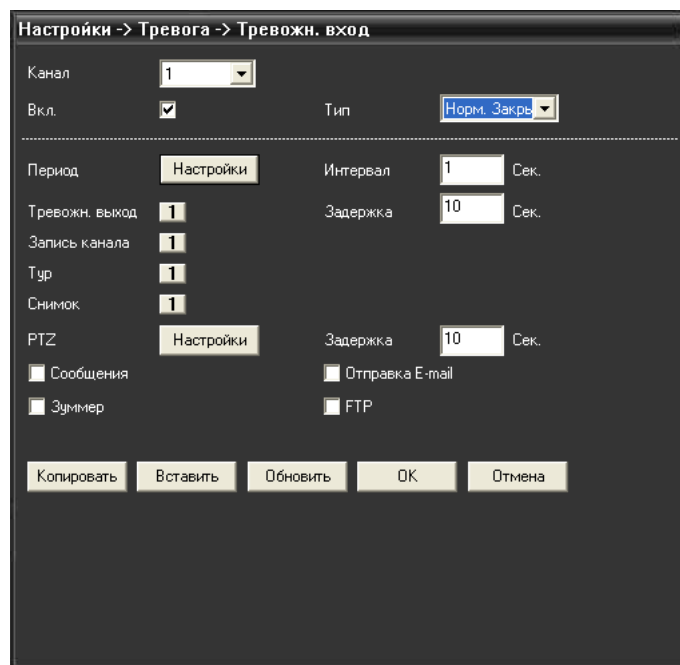 Настройки -> Тревога -> Тревожн. вход
Канал 1
Вкл. Тип Норм. Закры
Период Настройки Интервал 1 Сек.
Тревожн. выход 1 Задержка 10 Сек.
Запись канала 1
Тур 1
Снимок 1
PTZ Настройки Задержка 10 Сек.
Сообщения Отправка E-mail
Зуммер FTP
Копировать Вставить Обновить OK Отмена